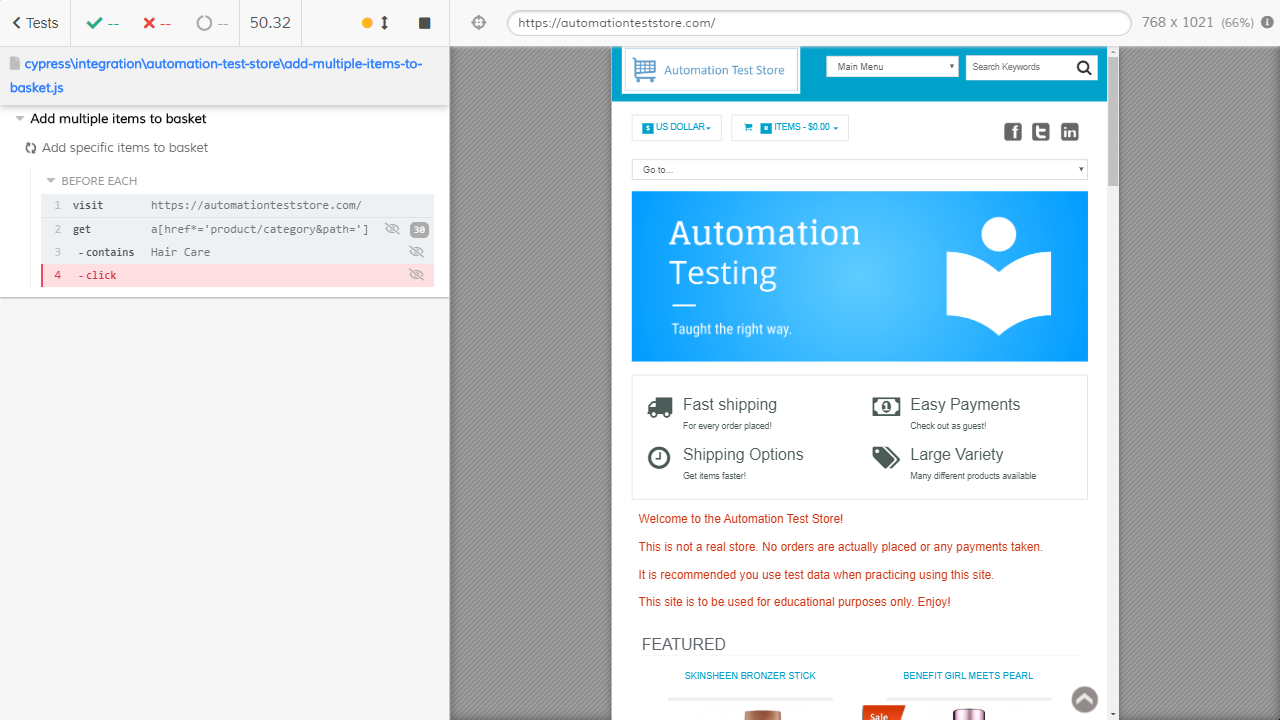 Tests
--
--
--
50.32
https://automationteststore.com/
768 x 1021 (66%)
cypress\integration\automation-test-store\add-multiple-items-to-
basket.js
Add multiple items to basket
Add specific items to basket
BEFORE EACH
1 visit https://automationteststore.com/
2 get a[href*='product/category&path='] 30
3 -contains Hair Care
4 -click
Automation Test Store
Main Menu
Search Keywords
$ US DOLLAR
0 ITEMS - $0.00
Go to...
Automation
Testing
Taught the right way.
Fast shipping
For every order placed!
Easy Payments
Check out as guest!
Shipping Options
Get items faster!
Large Variety
Many different products available
Welcome to the Automation Test Store!
This is not a real store. No orders are actually placed or any payments taken.
It is recommended you use test data when practicing using this site.
This site is to be used for educational purposes only. Enjoy!
FEATURED
SKINSHEEN BRONZER STICK
BENEFIT GIRL MEETS PEARL
Sale